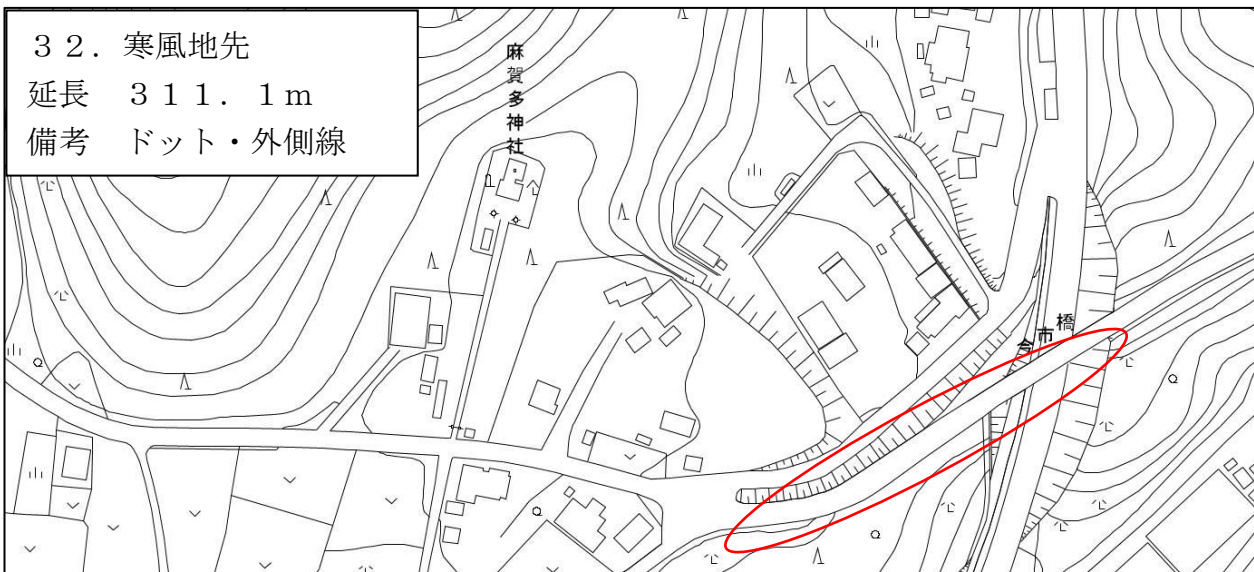 ３２．寒風地先
延長　３１１．１ｍ
備考　ドット・外側線
麻賀多神社
今市橋